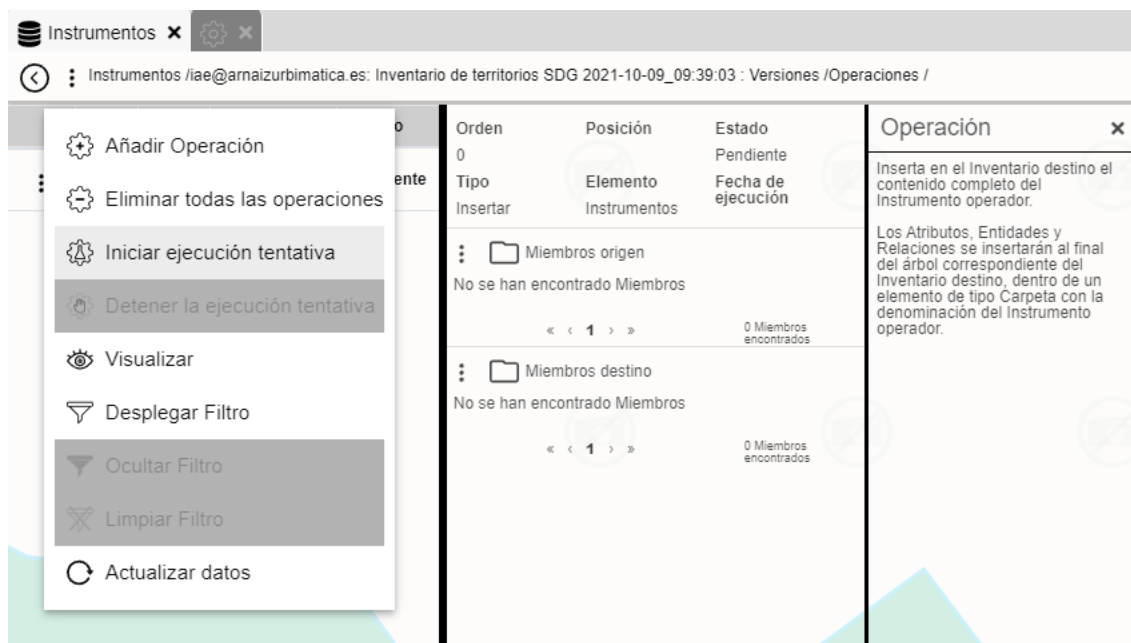 Instrumentos
Instrumentos /iae@arnaizurbimatica.es: Inventario de territorios SDG 2021-10-09_09:39:03 : Versiones /Operaciones /
Añadir Operación
Eliminar todas las operaciones
Iniciar ejecución tentativa
Detener la ejecución tentativa
Visualizar
Desplegar Filtro
Ocultar Filtro
Limpiar Filtro
Actualizar datos
o
ente
Orden Posición Estado
0 Pendiente
Tipo Elemento Fecha de
ejecución
Insertar Instrumentos
Miembros origen
No se han encontrado Miembros
« ‹ 1 › » 0 Miembros
encontrados
Miembros destino
No se han encontrado Miembros
« ‹ 1 › » 0 Miembros
encontrados
Operación
Inserta en el Inventario destino el
contenido completo del
Instrumento operador.
Los Atributos, Entidades y
Relaciones se insertarán al final
del árbol correspondiente del
Inventario destino, dentro de un
elemento de tipo Carpeta con la
denominación del Instrumento
operador.